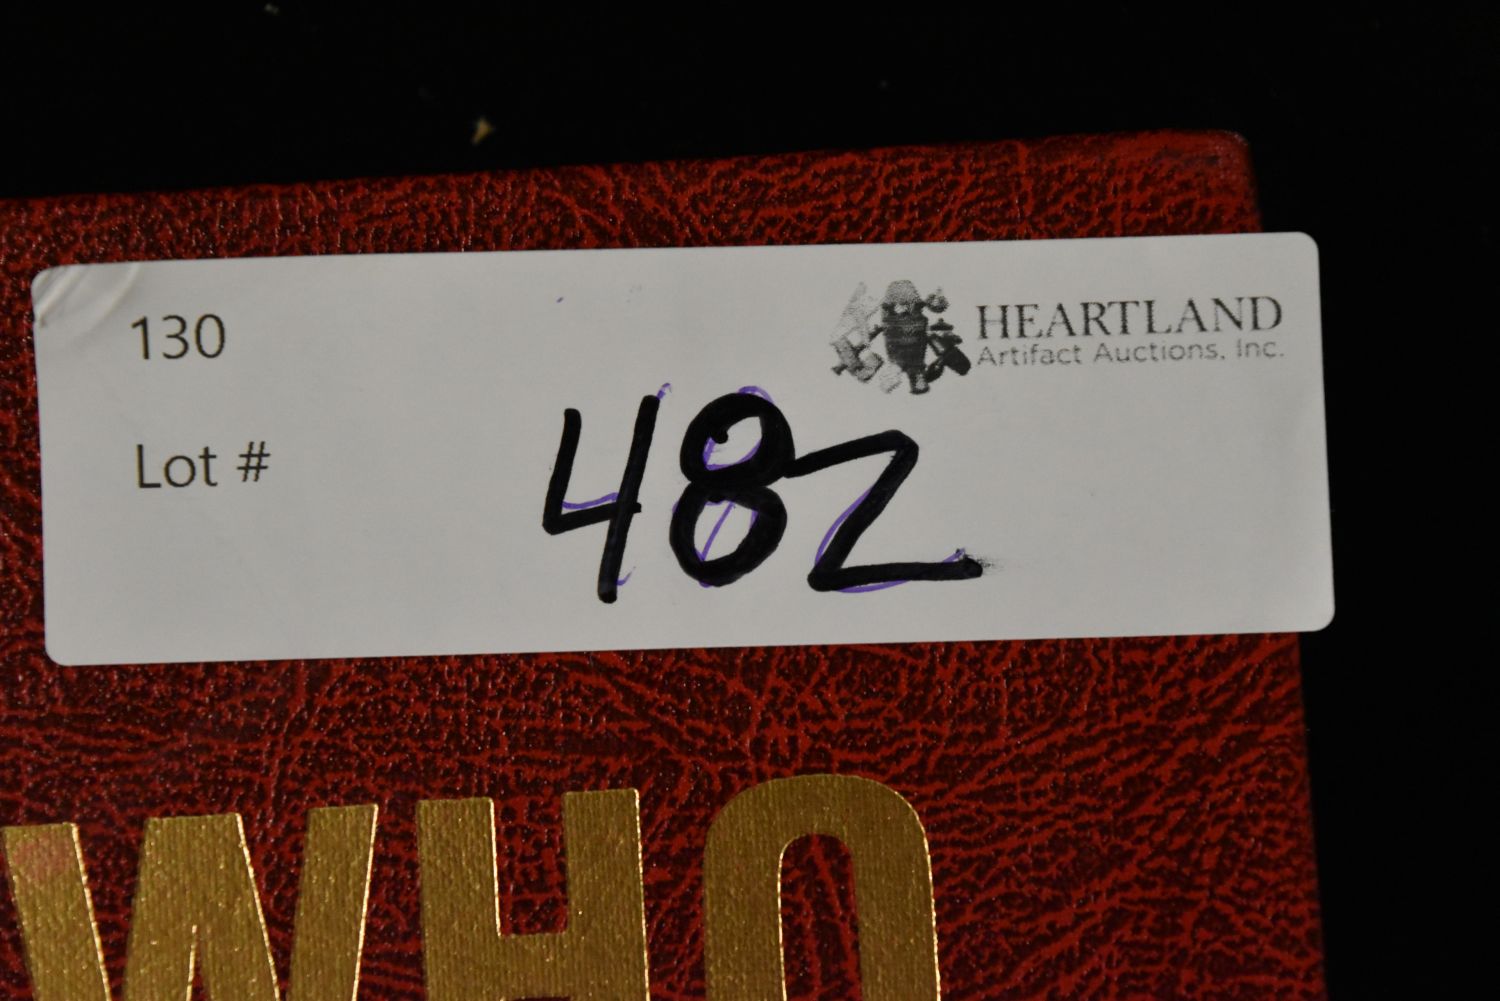 130
HEARTLAND
Artifact Auctions, Inc.
Lot #
482
WHO